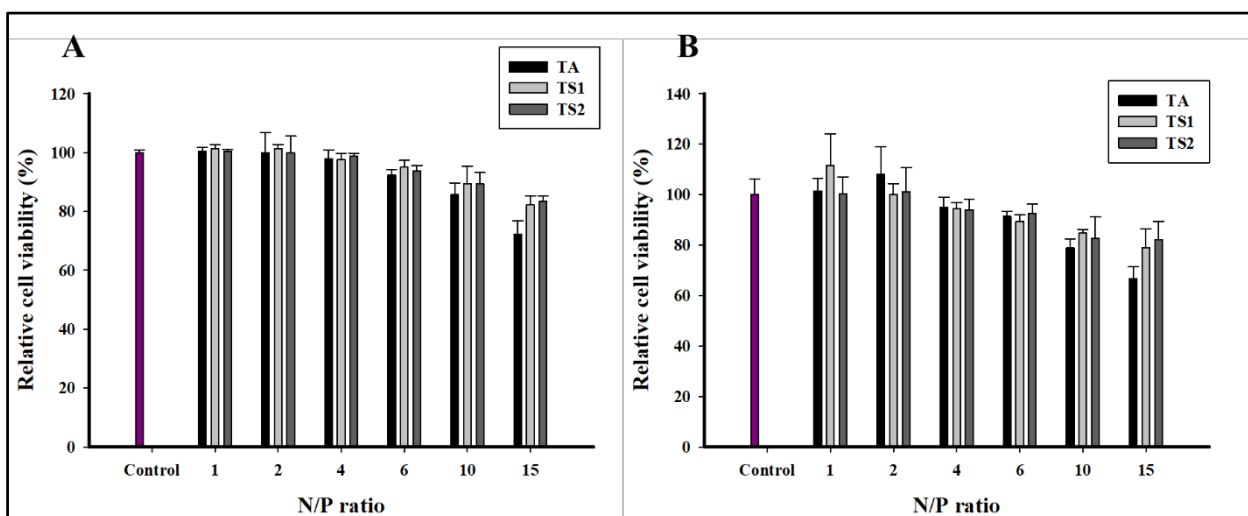 A
TA
TS1
TS2
Relative cell viability (%)
120
100
80
60
40
20
0
Control 1 2 4 6 10 15
N/P ratio
B
TA
TS1
TS2
Relative cell viability (%)
140
120
100
80
60
40
20
0
Control 1 2 4 6 10 15
N/P ratio